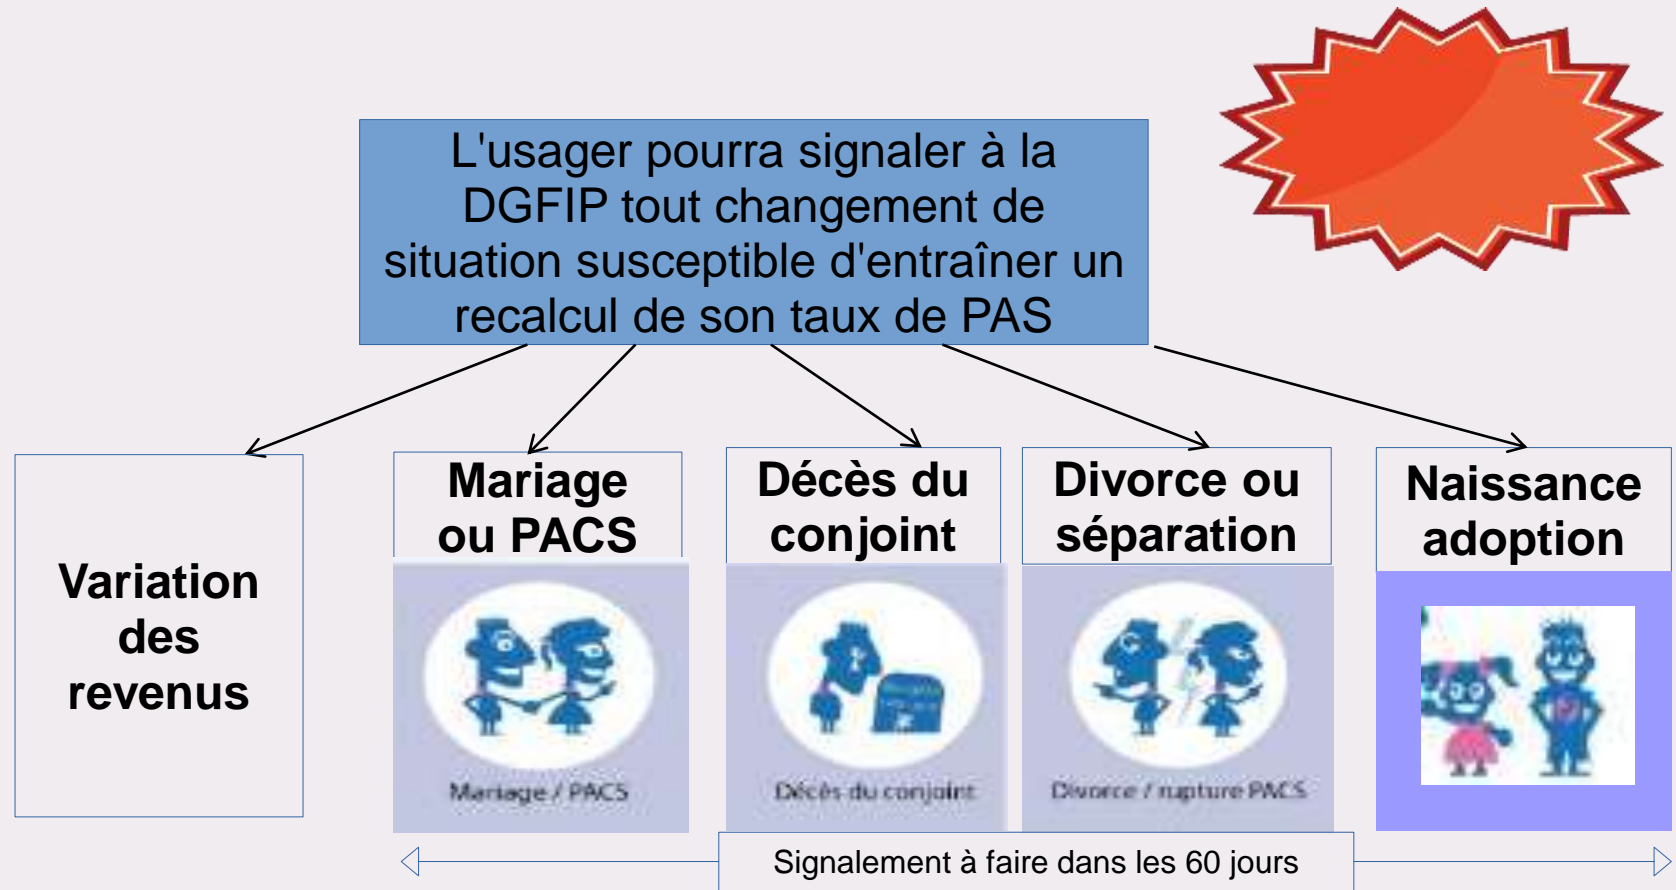 L'usager pourra signaler à la
DGFIP tout changement de
situation susceptible d'entraîner un
recalcul de son taux de PAS
Variation
des
revenus
Mariage
ou PACS
Décès du
conjoint
Divorce ou
séparation
Naissance
adoption
Mariage / PACS
Décès du conjoint
Divorce / rupture PACS
Signalement à faire dans les 60 jours